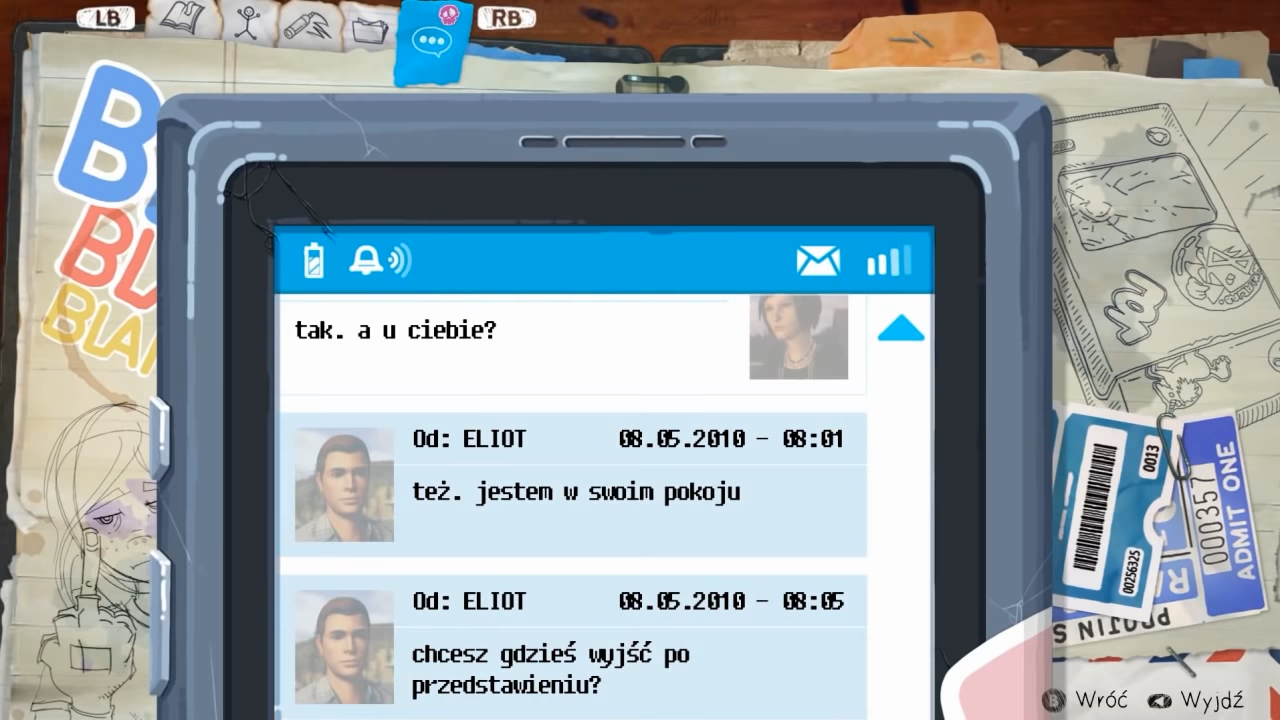 LB
RB
tak. a u ciebie?
Od: ELIOT 08.05.2010 - 08:01
też. jestem w swoim pokoju
Od: ELIOT 08.05.2010 - 08:05
chcesz gdzieś wyjść po
przedstawieniu?
0013
00256325
000357
ADMIT ONE
Wróć
Wyjdź